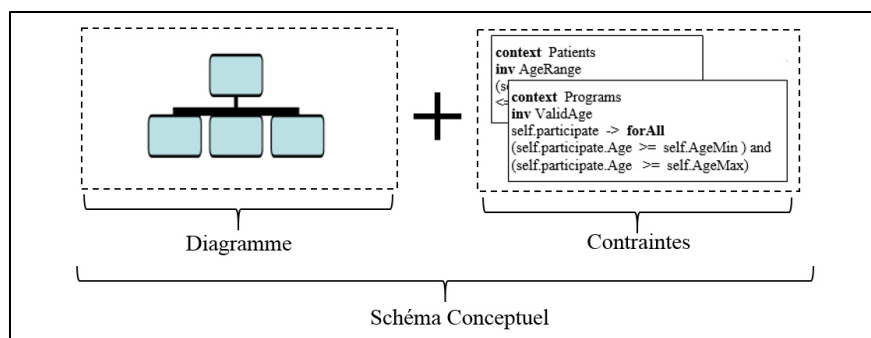 context Patients
inv AgeRange
(se
<=
context Programs
inv ValidAge
self.participate -> forAll
(self.participate.Age >= self.AgeMin ) and
(self.participate.Age >= self.AgeMax)
Diagramme
Contraintes
Schéma Conceptuel